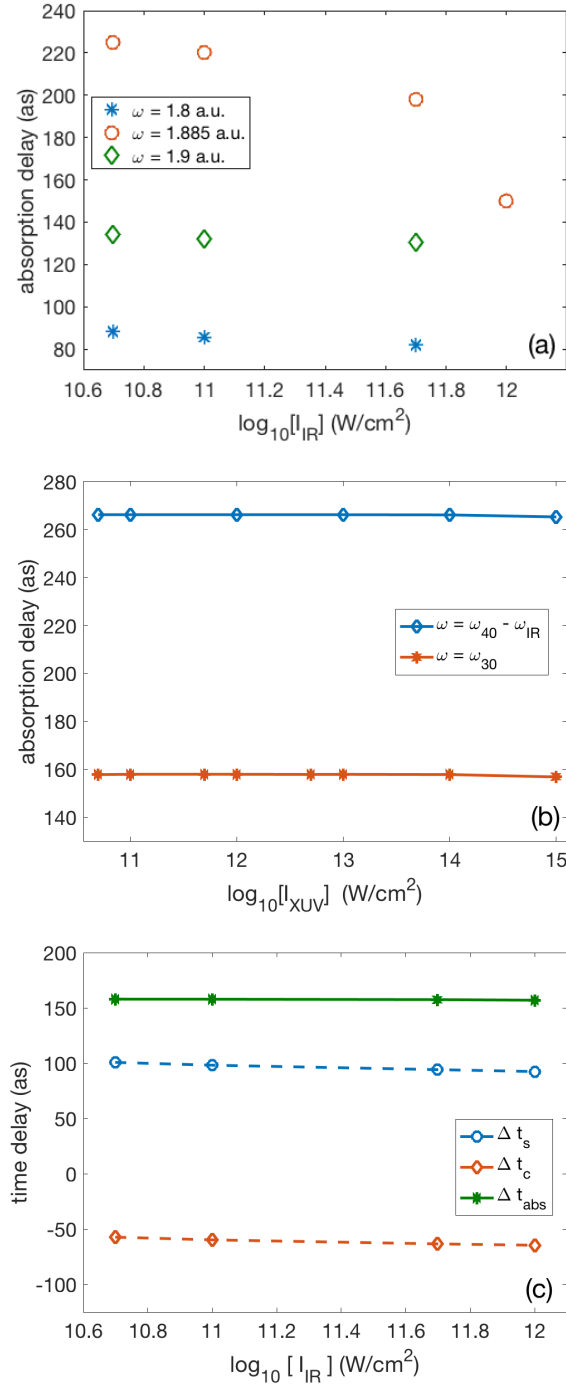 240
220
200
180
160
140
120
100
80
absorption delay (as)
ω = 1.8 a.u.
ω = 1.885 a.u.
ω = 1.9 a.u.
(a)
10.6 10.8 11 11.2 11.4 11.6 11.8 12
log10[IIR] (W/cm2)
280
260
240
220
200
180
160
140
absorption delay (as)
ω = ω40 - ωIR
ω = ω30
(b)
11 12 13 14 15
log10[IXUV] (W/cm2)
200
150
100
50
0
-50
-100
time delay (as)
Δ ts
Δ tc
Δ tabs
(c)
10.6 10.8 11 11.2 11.4 11.6 11.8 12
log10 [ IIR ] (W/cm2)